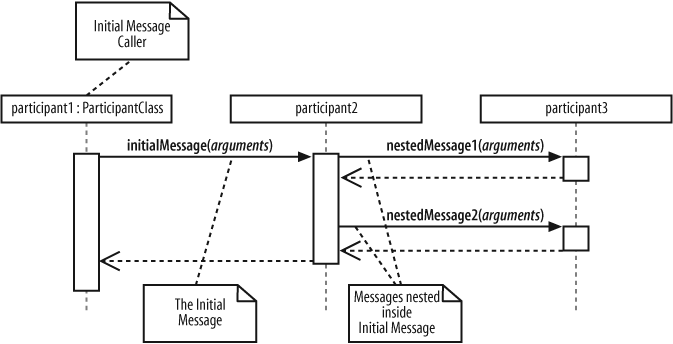 Initial Message
Caller
participant1 : ParticipantClass
participant2
participant3
initialMessage(arguments)
nestedMessage1(arguments)
nestedMessage2(arguments)
The Initial
Message
Messages nested
inside
Initial Message